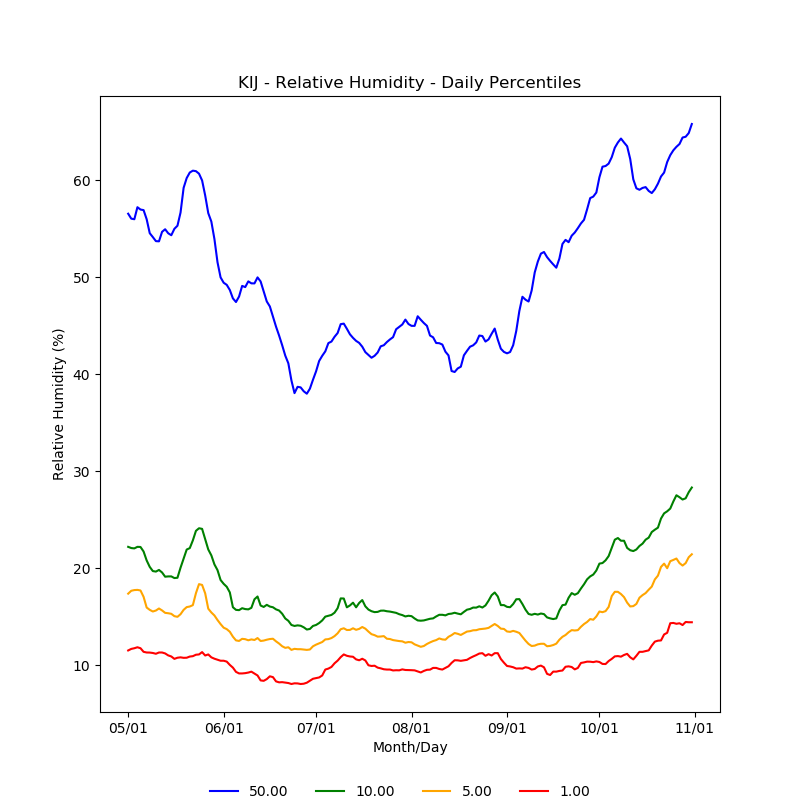 KIJ - Relative Humidity - Daily Percentiles
Relative Humidity (%)
60
50
40
30
20
10
05/01 06/01 07/01 08/01 09/01 10/01 11/01
Month/Day
50.00 10.00 5.00 1.00